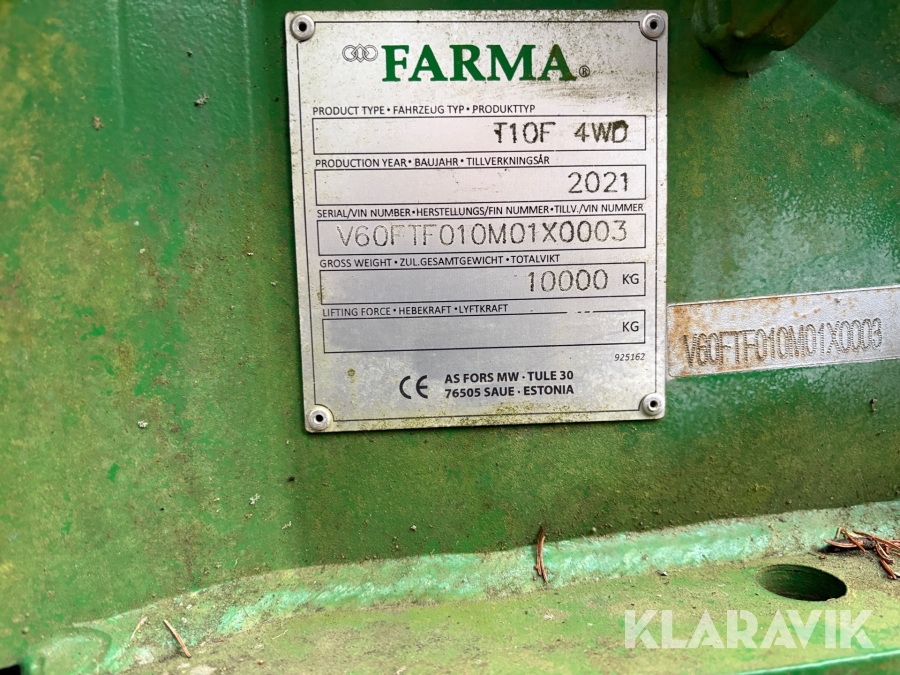 FARMA®
PRODUCT TYPE • FAHRZEUG TYP • PRODUKTTYP
T10F 4WD
PRODUCTION YEAR • BAUJAHR • TILLVERKNINGSÅR
2021
SERIAL/VIN NUMBER • HERSTELLUNGS/FIN NUMMER • TILLV./VIN NUMMER
V60FTF010M01X0003
GROSS WEIGHT • ZUL.GESAMTGEWICHT • TOTALVIKT
10000 KG
LIFTING FORCE • HEBEKRAFT • LYFTKRAFT
KG
925162
CE AS FORS MW · TULE 30
76505 SAUE · ESTONIA
V60FTF010M01X0003
KLARAVIK